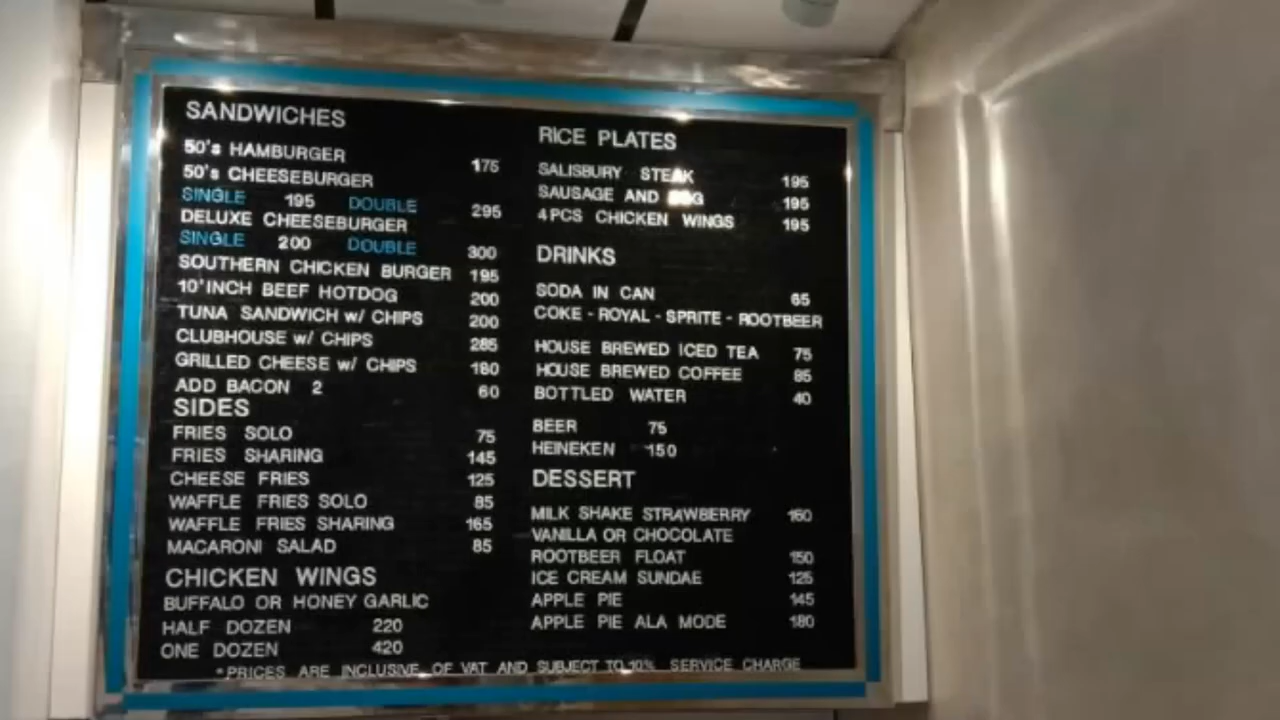 SANDWICHES
50's HAMBURGER 175
50's CHEESEBURGER
SINGLE 195 DOUBLE 295
DELUXE CHEESEBURGER
SINGLE 200 DOUBLE 300
SOUTHERN CHICKEN BURGER 195
10'INCH BEEF HOTDOG 200
TUNA SANDWICH w/ CHIPS 200
CLUBHOUSE w/ CHIPS 285
GRILLED CHEESE w/ CHIPS 180
ADD BACON 2 60
SIDES
FRIES SOLO 75
FRIES SHARING 145
CHEESE FRIES 125
WAFFLE FRIES SOLO 85
WAFFLE FRIES SHARING 165
MACARONI SALAD 85
CHICKEN WINGS
BUFFALO OR HONEY GARLIC
HALF DOZEN 220
ONE DOZEN 420
RICE PLATES
SALISBURY STEAK 195
SAUSAGE AND 195
4PCS CHICKEN WINGS 195
DRINKS
SODA IN CAN 65
COKE - ROYAL - SPRITE - ROOTBEER
HOUSE BREWED ICED TEA 75
HOUSE BREWED COFFEE 85
BOTTLED WATER 40
BEER 75
HEINEKEN 150
DESSERT
MILK SHAKE STRAWBERRY 160
VANILLA OR CHOCOLATE
ROOTBEER FLOAT 150
ICE CREAM SUNDAE 125
APPLE PIE 145
APPLE PIE ALA MODE 180
*PRICES ARE INCLUSIVE OF VAT AND SUBJECT TO 10% SERVICE CHARGE